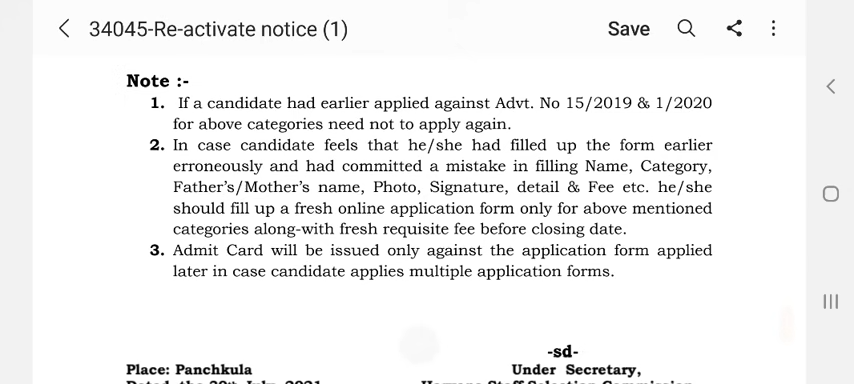 34045-Re-activate notice (1)
Save
Note :-
1. If a candidate had earlier applied against Advt. No 15/2019 & 1/2020
for above categories need not to apply again.
2. In case candidate feels that he/she had filled up the form earlier
erroneously and had committed a mistake in filling Name, Category,
Father's/Mother's name, Photo, Signature, detail & Fee etc. he/she
should fill up a fresh online application form only for above mentioned
categories along-with fresh requisite fee before closing date.
3. Admit Card will be issued only against the application form applied
later in case candidate applies multiple application forms.
-sd-
Place: Panchkula
Under Secretary,